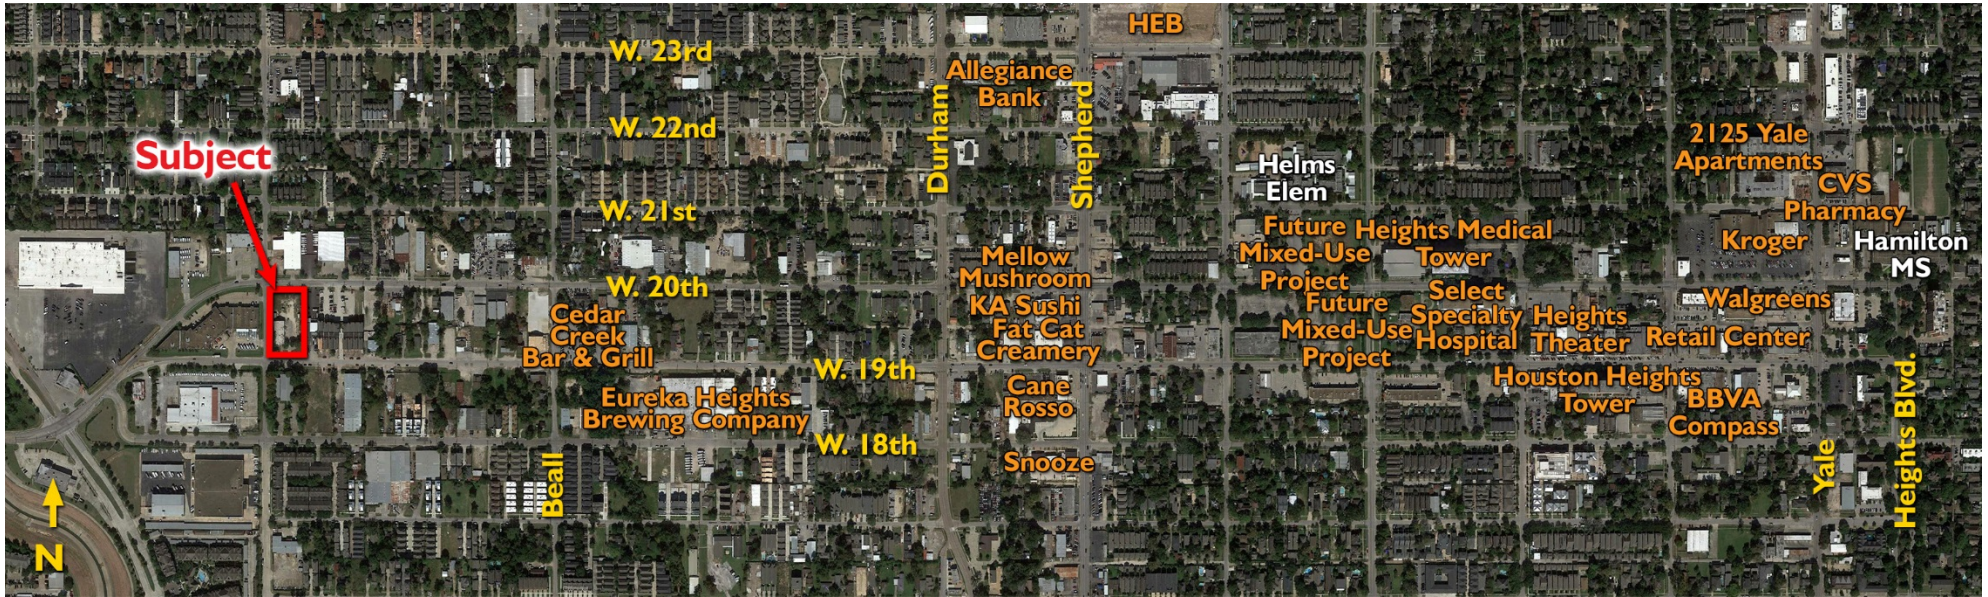 HEB
W. 23rd
Allegiance
Bank
Durham
Shepherd
W. 22nd
2125 Yale
Apartments
Subject
Helms
Elem
CVS
Pharmacy
W. 21st
Future
Mixed-Use
Project
Heights Medical
Tower
Kroger
Hamilton
MS
Mellow
Mushroom
KA Sushi
Fat Cat
Creamery
W. 20th
Cedar
Creek
Bar & Grill
Future
Mixed-Use
Project
Select
Specialty
Hospital
Heights
Theater
Walgreens
Retail Center
W. 19th
Cane
Rosso
Houston Heights
Tower
BBVA
Compass
Eureka Heights
Brewing Company
W. 18th
Snooze
Beall
Yale
Heights Blvd.
N